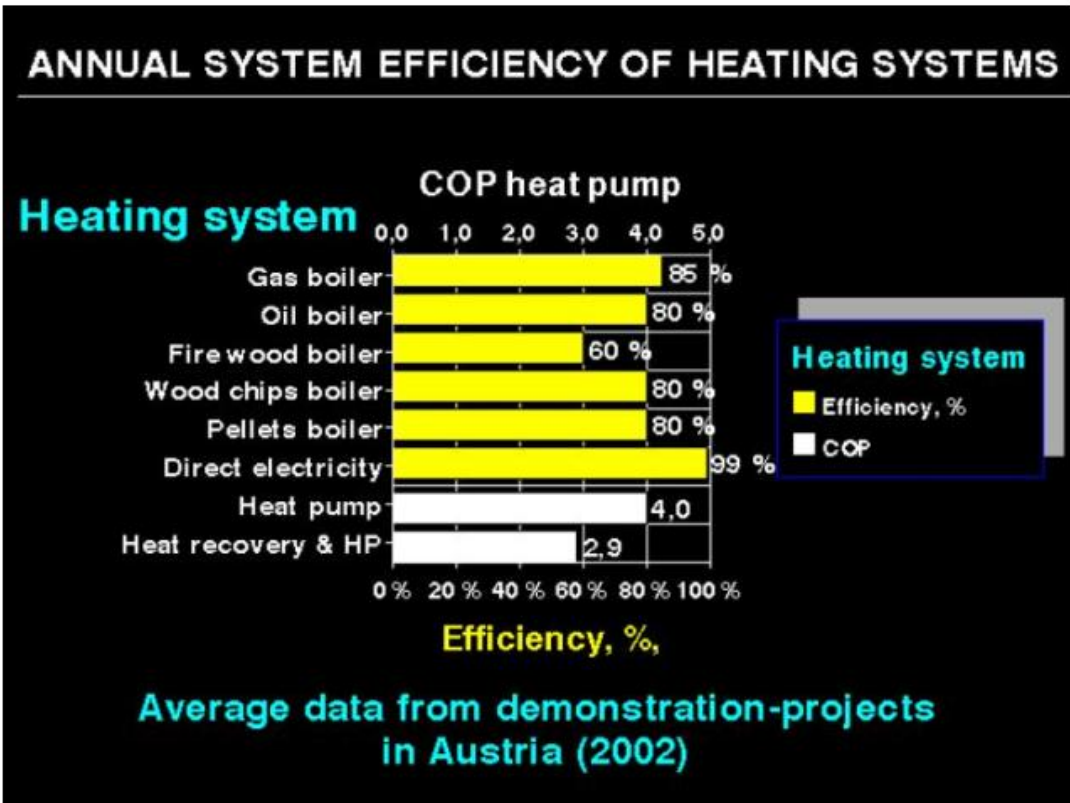 ANNUAL SYSTEM EFFICIENCY OF HEATING SYSTEMS
COP heat pump
Heating system
0,0 1,0 2,0 3,0 4,0 5,0
Gas boiler 85 %
Oil boiler 80 %
Fire wood boiler 60 %
Wood chips boiler 80 %
Pellets boiler 80 %
Direct electricity 99 %
Heat pump 4,0
Heat recovery & HP 2,9
0 % 20 % 40 % 60 % 80 % 100 %
Efficiency, %,
Heating system
Efficiency, %
COP
Average data from demonstration-projects
in Austria (2002)